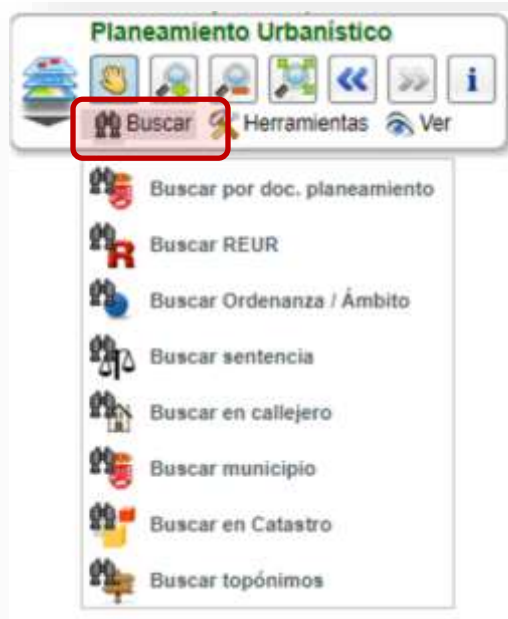 Planeamiento Urbanístico
i
Buscar Herramientas Ver
Buscar por doc. planeamiento
R Buscar REUR
Buscar Ordenanza / Ámbito
Buscar sentencia
Buscar en callejero
Buscar municipio
Buscar en Catastro
Buscar topónimos